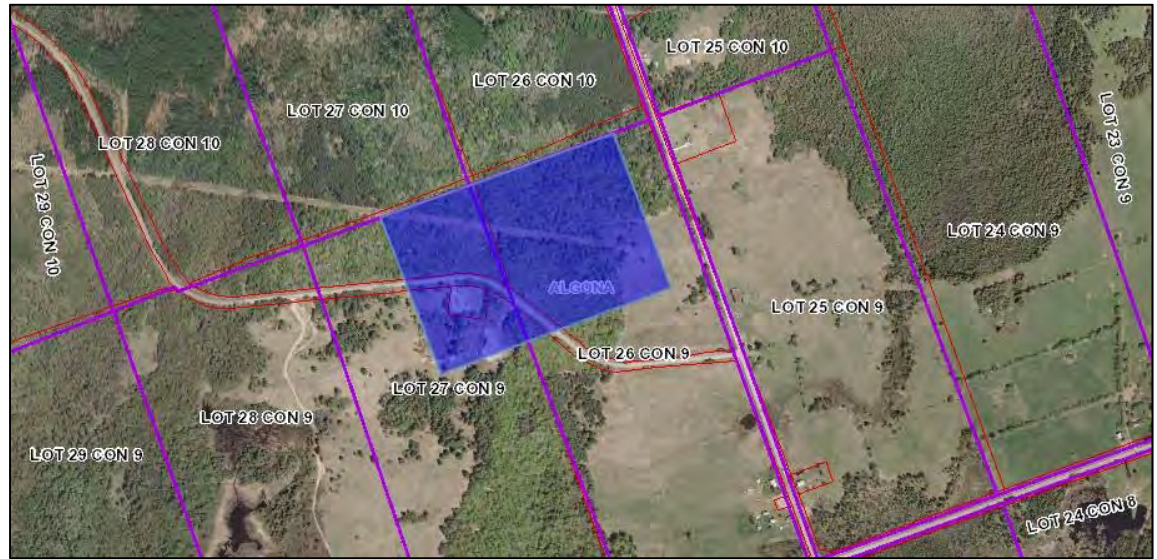 LOT 25 CON 10
LOT 26 CON 10
LOT 27 CON 10
LOT 28 CON 10
LOT 29 CON 10
LOT 23 CON 9
LOT 24 CON 9
ALGONA
LOT 25 CON 9
LOT 26 CON 9
LOT 27 CON 9
LOT 28 CON 9
LOT 29 CON 9
LOT 24 CON 8